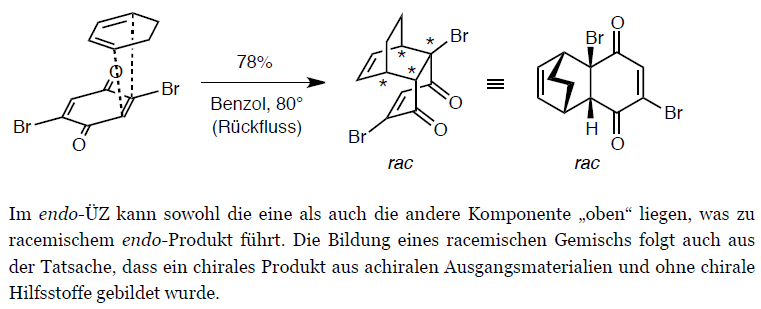 O
Br
Br
O
78%
Benzol, 80°
(Rückfluss)
*
Br
*
*
*
O
Br
O
rac
≡
Br
O
Br
H
O
rac
Im endo-ÜZ kann sowohl die eine als auch die andere Komponente „oben“ liegen, was zu
racemischem endo-Produkt führt. Die Bildung eines racemischen Gemischs folgt auch aus
der Tatsache, dass ein chirales Produkt aus achiralen Ausgangsmaterialien und ohne chirale
Hilfsstoffe gebildet wurde.